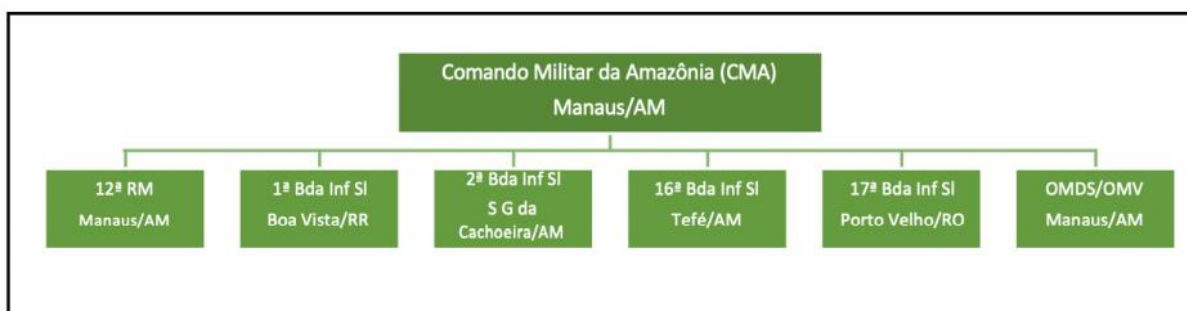 Comando Militar da Amazônia (CMA)
Manaus/AM
12ª RM
Manaus/AM
1ª Bda Inf Sl
Boa Vista/RR
2ª Bda Inf Sl
S G da
Cachoeira/AM
16ª Bda Inf Sl
Tefé/AM
17ª Bda Inf Sl
Porto Velho/RO
OMDS/OMV
Manaus/AM